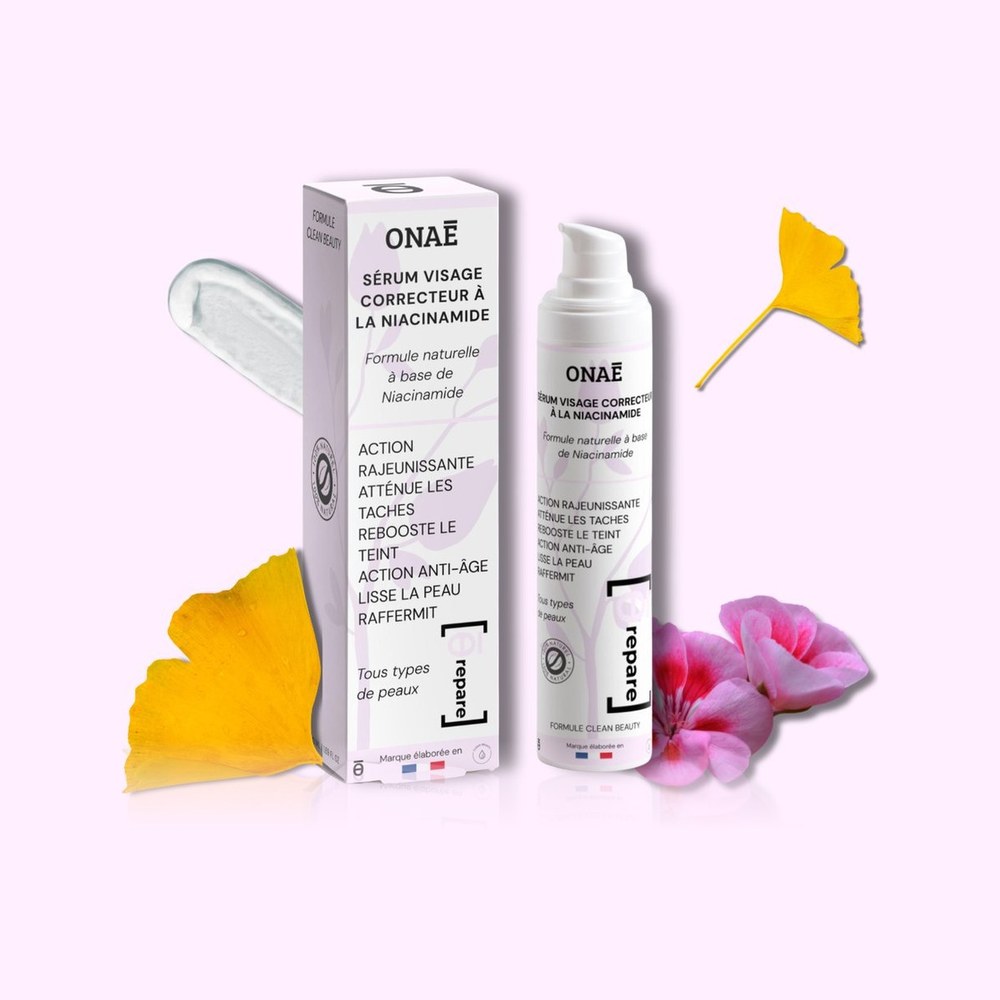 FORMULE
CLEAN BEAUTY
ONAĒ
SÉRUM VISAGE
CORRECTEUR À
LA NIACINAMIDE
Formule naturelle
à base de
Niacinamide
ACTION
RAJEUNISSANTE
ATTÉNUE LES
TACHES
REBOOSTE LE
TEINT
ACTION ANTI-ÂGE
LISSE LA PEAU
RAFFERMIT
Tous types
de peaux
[ē repare]
Marque élaborée en
ONAĒ
SÉRUM VISAGE CORRECTEUR
À LA NIACINAMIDE
Formule naturelle à base
de Niacinamide
ACTION RAJEUNISSANTE
ATTÉNUE LES TACHES
REBOOSTE LE TEINT
ACTION ANTI-ÂGE
LISSE LA PEAU
RAFFERMIT
Tous types
de peaux
[ē repare]
FORMULE CLEAN BEAUTY
Marque élaborée en